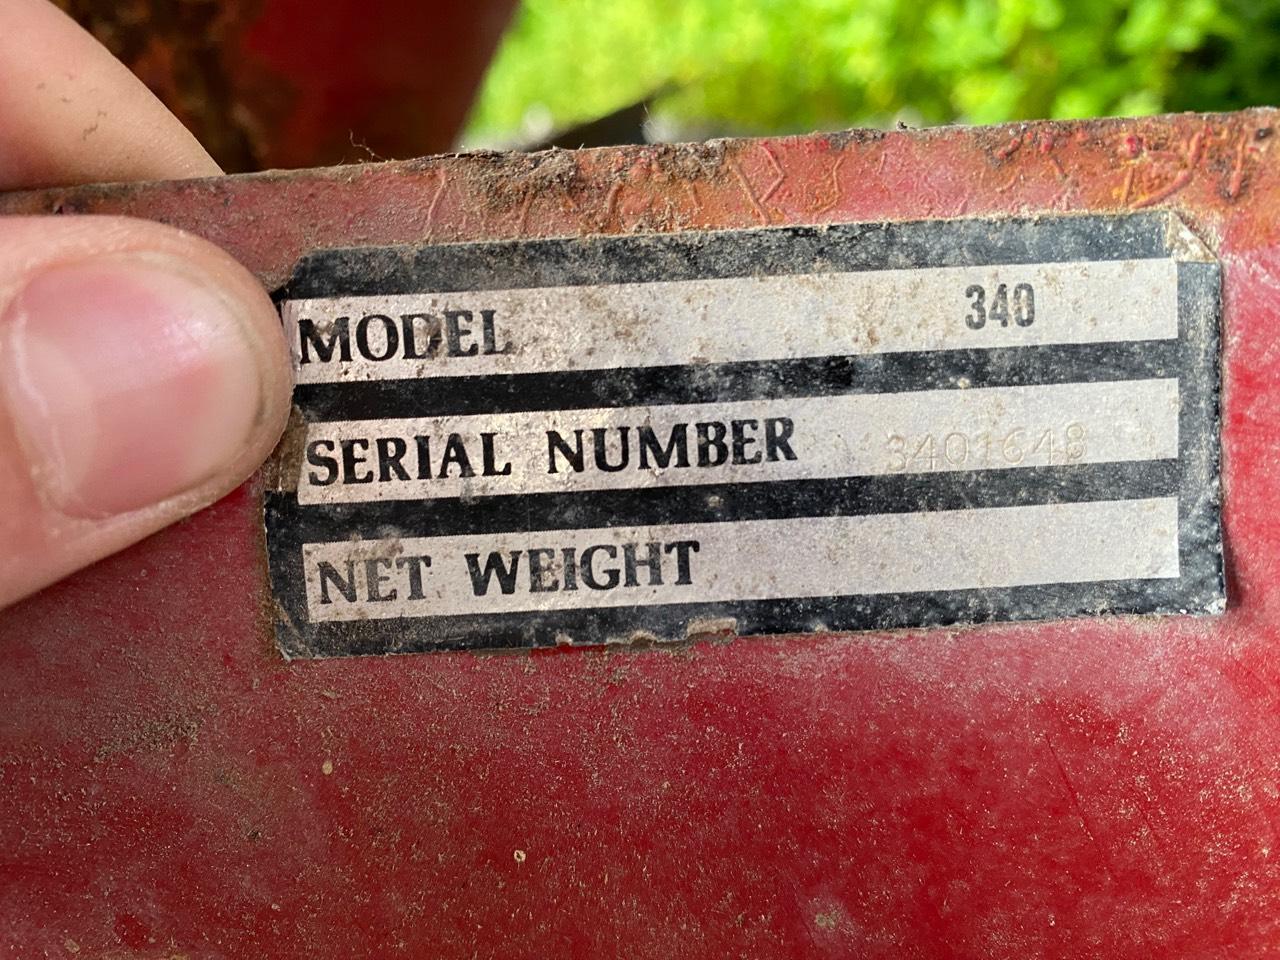 MODEL 340
SERIAL NUMBER 3401648
NET WEIGHT